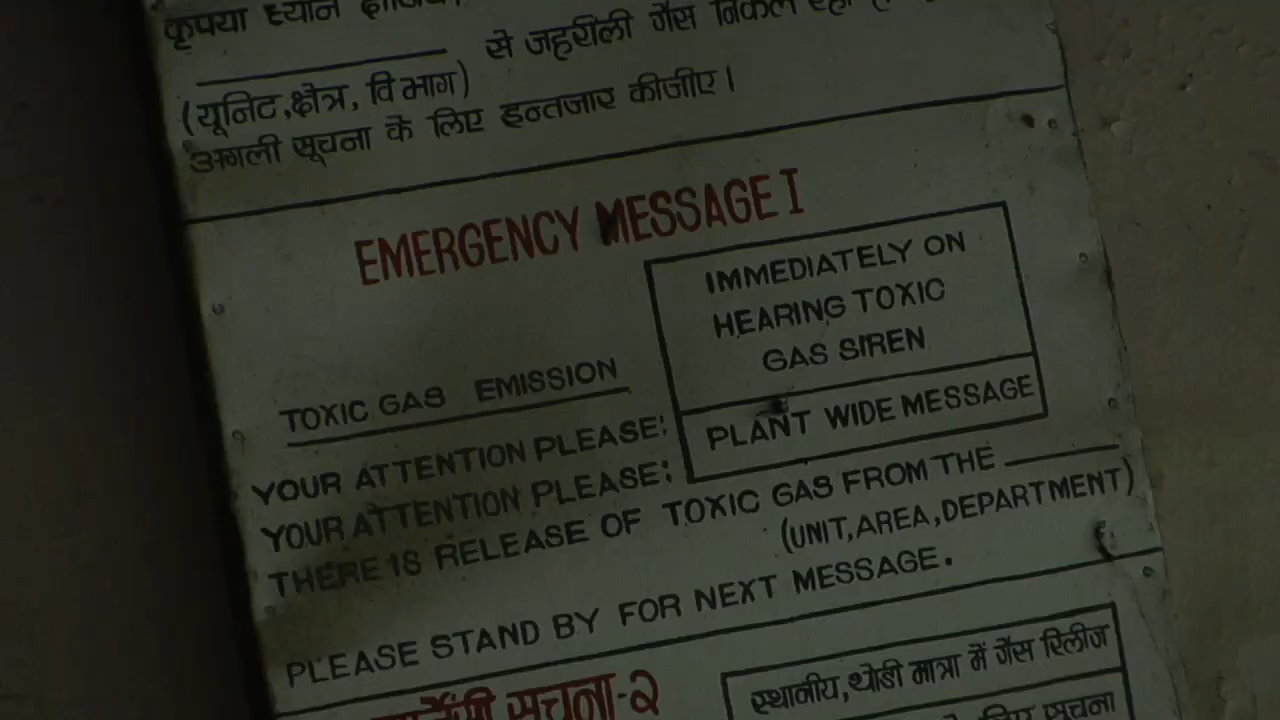 कृपया ध्यान दीजिये।
से जहरीली गैस निकल रही
(यूनिट,क्षेत्र, विभाग)
अगली सूचना के लिए इन्तजार कीजीए।
EMERGENCY MESSAGE I
IMMEDIATELY ON
HEARING TOXIC
GAS SIREN
PLANT WIDE MESSAGE
TOXIC GAS EMISSION
YOUR ATTENTION PLEASE:
YOUR ATTENTION PLEASE:
THERE IS RELEASE OF TOXIC GAS FROM THE
(UNIT,AREA,DEPARTMENT)
PLEASE STAND BY FOR NEXT MESSAGE.
सूचना-२
स्थानीय,थोडी मात्रा में गैस रिलीज
के लिए सूचना